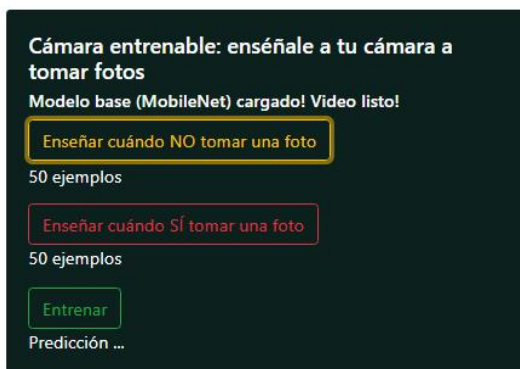 Cámara entrenable: enséñale a tu cámara a
tomar fotos
Modelo base (MobileNet) cargado! Video listo!
Enseñar cuándo NO tomar una foto
50 ejemplos
Enseñar cuándo SÍ tomar una foto
50 ejemplos
Entrenar
Predicción ...